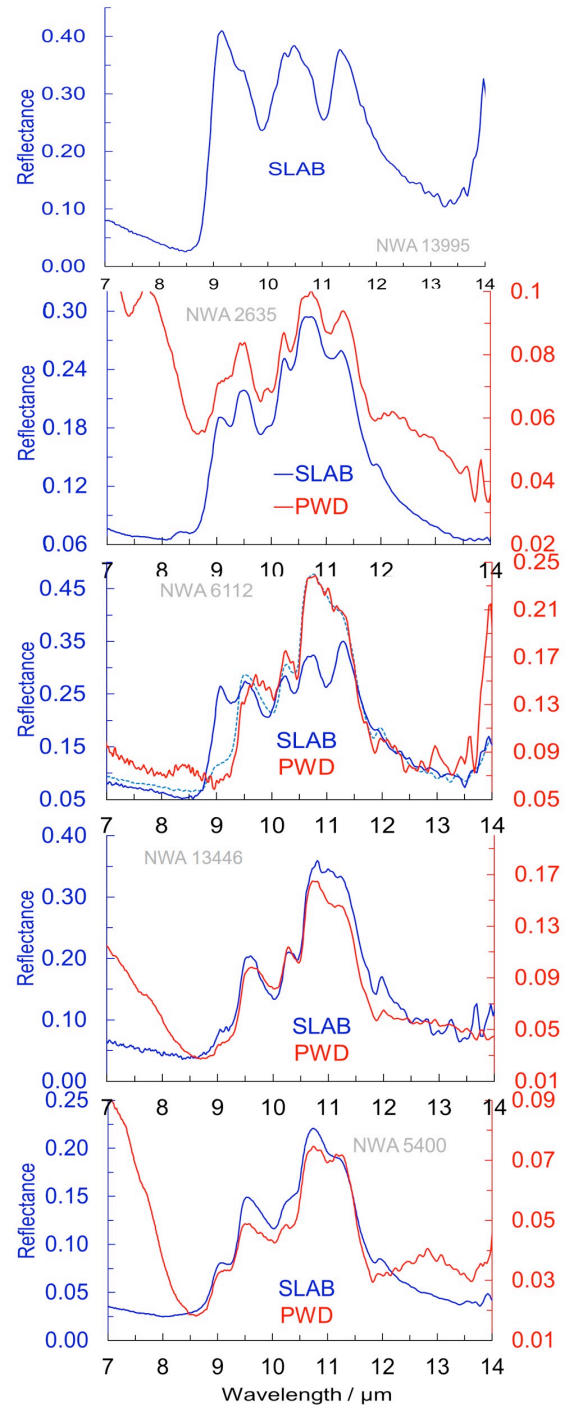 0.40
0.30
0.20
0.10
0.00
Reflectance
SLAB
NWA 13995
7 8 9 10 11 12 13 14
0.30
0.24
0.18
0.12
0.06
Reflectance
NWA 2635
SLAB
PWD
0.1
0.08
0.06
0.04
0.02
7 8 9 10 11 12 13 14
0.45
0.35
0.25
0.15
0.05
Reflectance
NWA 6112
SLAB
PWD
0.25
0.21
0.17
0.13
0.09
0.05
7 8 9 10 11 12 13 14
0.40
0.30
0.20
0.10
0.00
Reflectance
NWA 13446
SLAB
PWD
0.17
0.13
0.09
0.05
0.01
7 8 9 10 11 12 13 14
0.25
0.20
0.15
0.10
0.05
0.00
Reflectance
NWA 5400
SLAB
PWD
0.09
0.07
0.05
0.03
0.01
7 8 9 10 11 12 13 14
Wavelength / µm